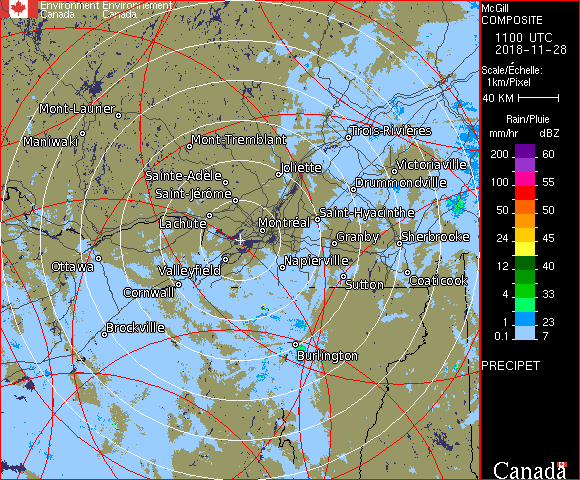 Environment Environnement
Canada Canada
McGill
COMPOSITE
1100 UTC
2018-11-28
Scale/Échelle:
1km/Pixel
40 KM
Rain/Pluie
mm/hr dBZ
200 60
100 55
50 50
24 45
12 40
4 33
1 23
0.1 7
PRECIPET
Canada
Mont-Laurier
Maniwaki
Mont-Tremblant
Trois-Rivières
Sainte-Adèle
Joliette
Victoriaville
Saint-Jérôme
Drummondville
Lachute
Montréal
Saint-Hyacinthe
Granby
Sherbrooke
Ottawa
Valleyfield
Napierville
Cornwall
Sutton
Coaticook
Brockville
Burlington